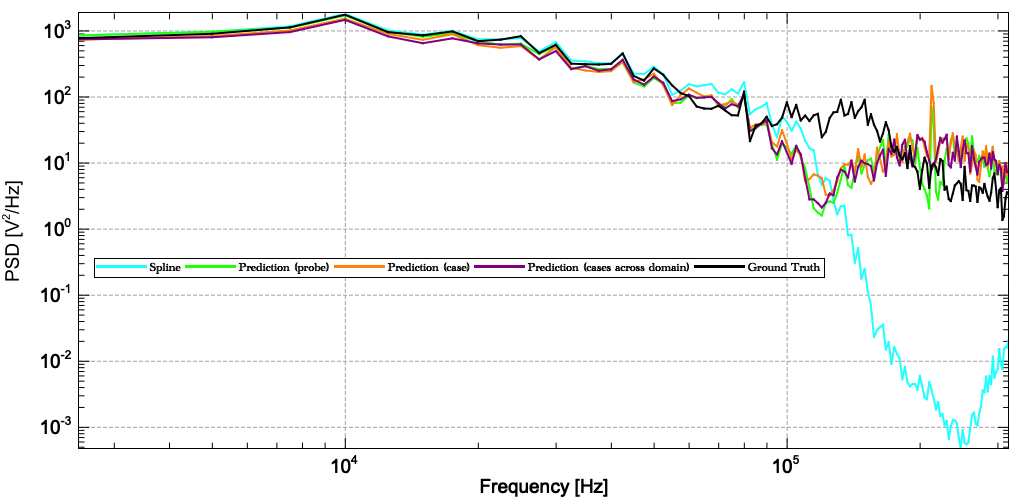 10³
10²
10¹
10⁰
10⁻¹
10⁻²
10⁻³
PSD [V²/Hz]
Spline Prediction (probe) Prediction (case) Prediction (cases across domain) Ground Truth
10⁴ 10⁵
Frequency [Hz]